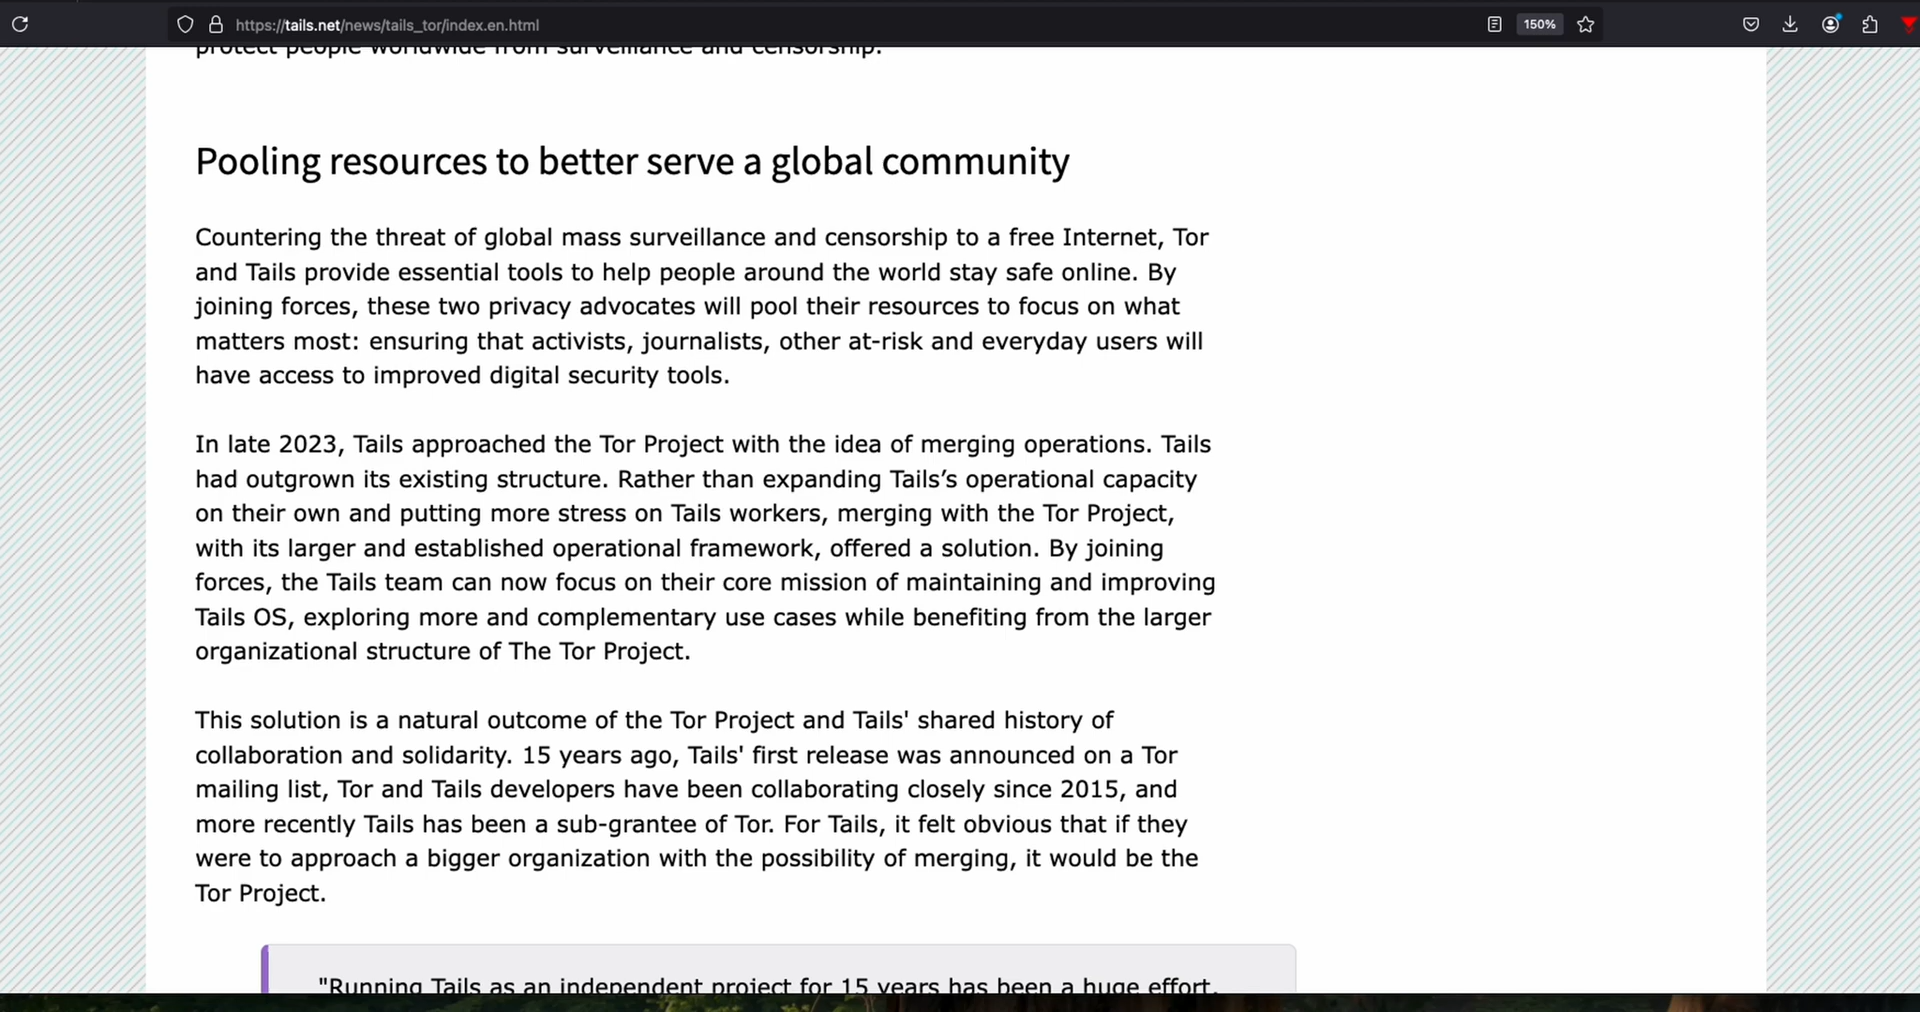 https://tails.net/news/tails_tor/index.en.html
150%
protect people worldwide from surveillance and censorship.
Pooling resources to better serve a global community
Countering the threat of global mass surveillance and censorship to a free Internet, Tor
and Tails provide essential tools to help people around the world stay safe online. By
joining forces, these two privacy advocates will pool their resources to focus on what
matters most: ensuring that activists, journalists, other at-risk and everyday users will
have access to improved digital security tools.
In late 2023, Tails approached the Tor Project with the idea of merging operations. Tails
had outgrown its existing structure. Rather than expanding Tails’s operational capacity
on their own and putting more stress on Tails workers, merging with the Tor Project,
with its larger and established operational framework, offered a solution. By joining
forces, the Tails team can now focus on their core mission of maintaining and improving
Tails OS, exploring more and complementary use cases while benefiting from the larger
organizational structure of The Tor Project.
This solution is a natural outcome of the Tor Project and Tails' shared history of
collaboration and solidarity. 15 years ago, Tails' first release was announced on a Tor
mailing list, Tor and Tails developers have been collaborating closely since 2015, and
more recently Tails has been a sub-grantee of Tor. For Tails, it felt obvious that if they
were to approach a bigger organization with the possibility of merging, it would be the
Tor Project.
"Running Tails as an independent project for 15 years has been a huge effort,